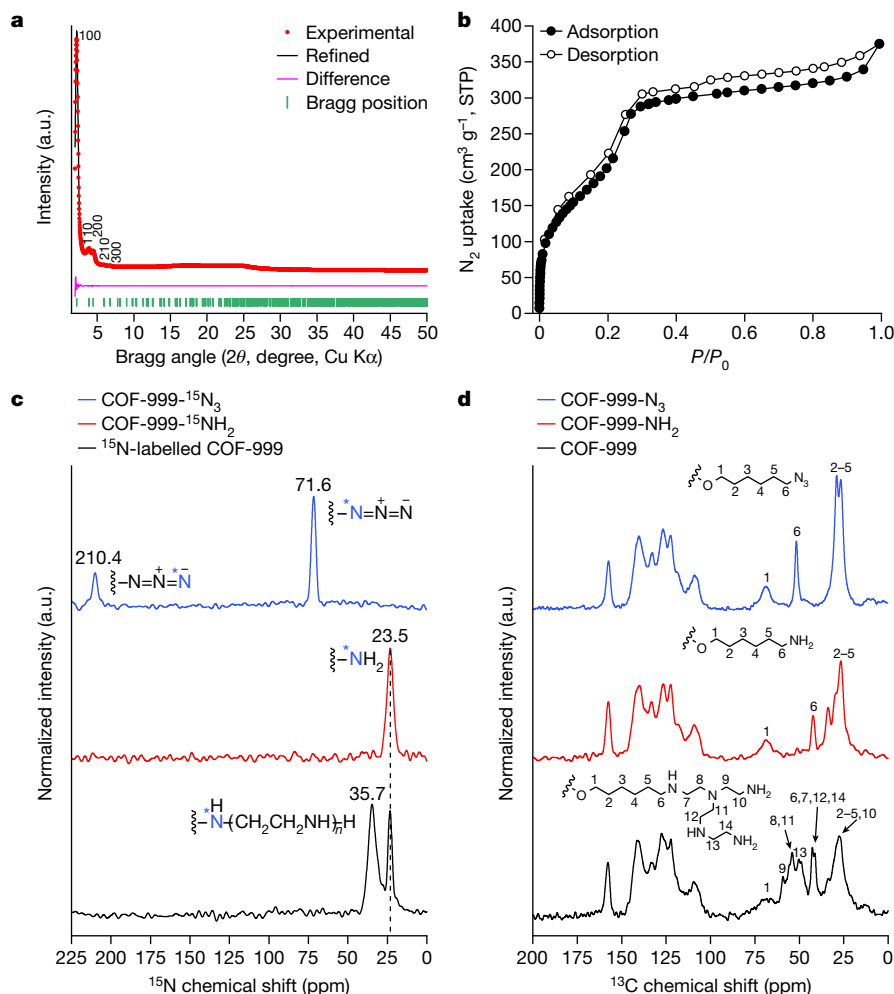 a
Experimental
Refined
Difference
Bragg position
100
110
200
210
300
Intensity (a.u.)
5 10 15 20 25 30 35 40 45 50
Bragg angle (2θ, degree, Cu Kα)
b
Adsorption
Desorption
N₂ uptake (cm³ g⁻¹, STP)
400
350
300
250
200
150
100
50
0
0 0.2 0.4 0.6 0.8 1.0
P/P₀
c
COF-999-¹⁵N₃
COF-999-¹⁵NH₂
¹⁵N-labelled COF-999
Normalized intensity (a.u.)
71.6
*N=N⁺=N⁻
210.4
N=N⁺=*N⁻
23.5
*NH₂
35.7
H
*N(CH₂CH₂NH)ₙH
225 200 175 150 125 100 75 50 25 0
¹⁵N chemical shift (ppm)
d
COF-999-N₃
COF-999-NH₂
COF-999
Normalized intensity (a.u.)
2–5
1 3 5
O 2 4 6 N₃
6
1
2–5
1 3 5
O 2 4 6 NH₂
6
1
1 3 5 H 8 9
O 2 4 6 N 7 N 10 NH₂
12 11
HN 14
13 NH₂
6,7,12,14
8,11
2–5,10
13
9
1
200 175 150 125 100 75 50 25 0
¹³C chemical shift (ppm)